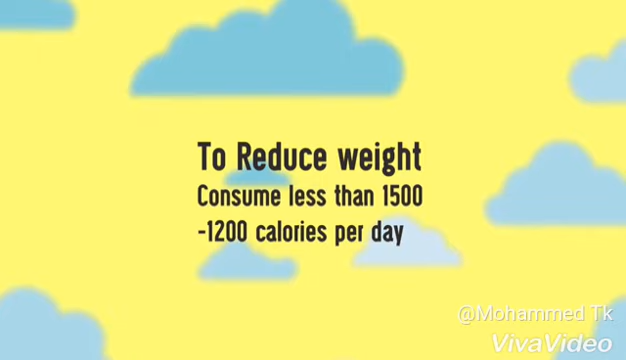 To Reduce weight
Consume less than 1500
-1200 calories per day
@Mohammed Tk
VivaVideo